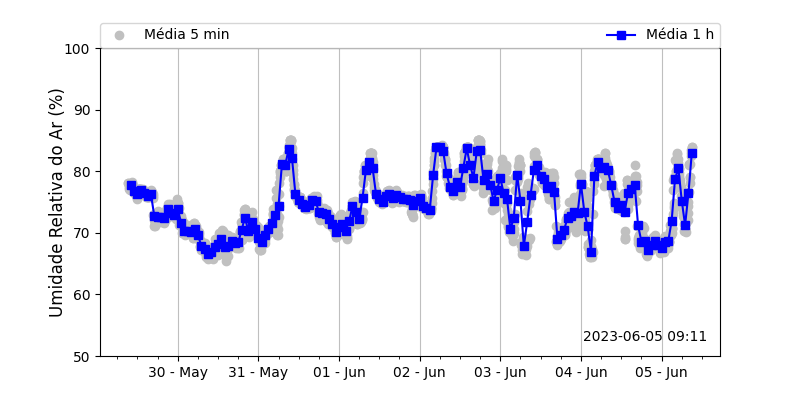 Média 5 min
Média 1 h
Umidade Relativa do Ar (%)
100
90
80
70
60
50
2023-06-05 09:11
30 - May
31 - May
01 - Jun
02 - Jun
03 - Jun
04 - Jun
05 - Jun